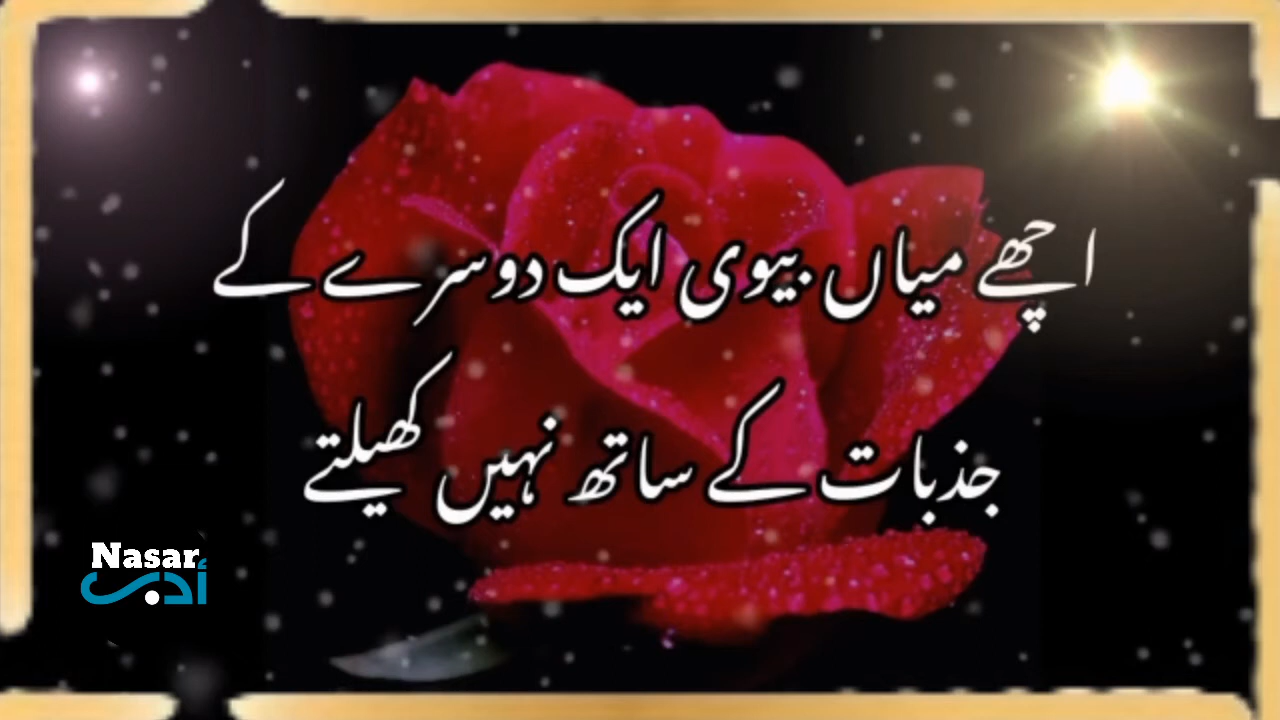 اچھے میاں بیوی ایک دوسرے کے
جذبات کے ساتھ نہیں کھیلتے
Nasar
أدب